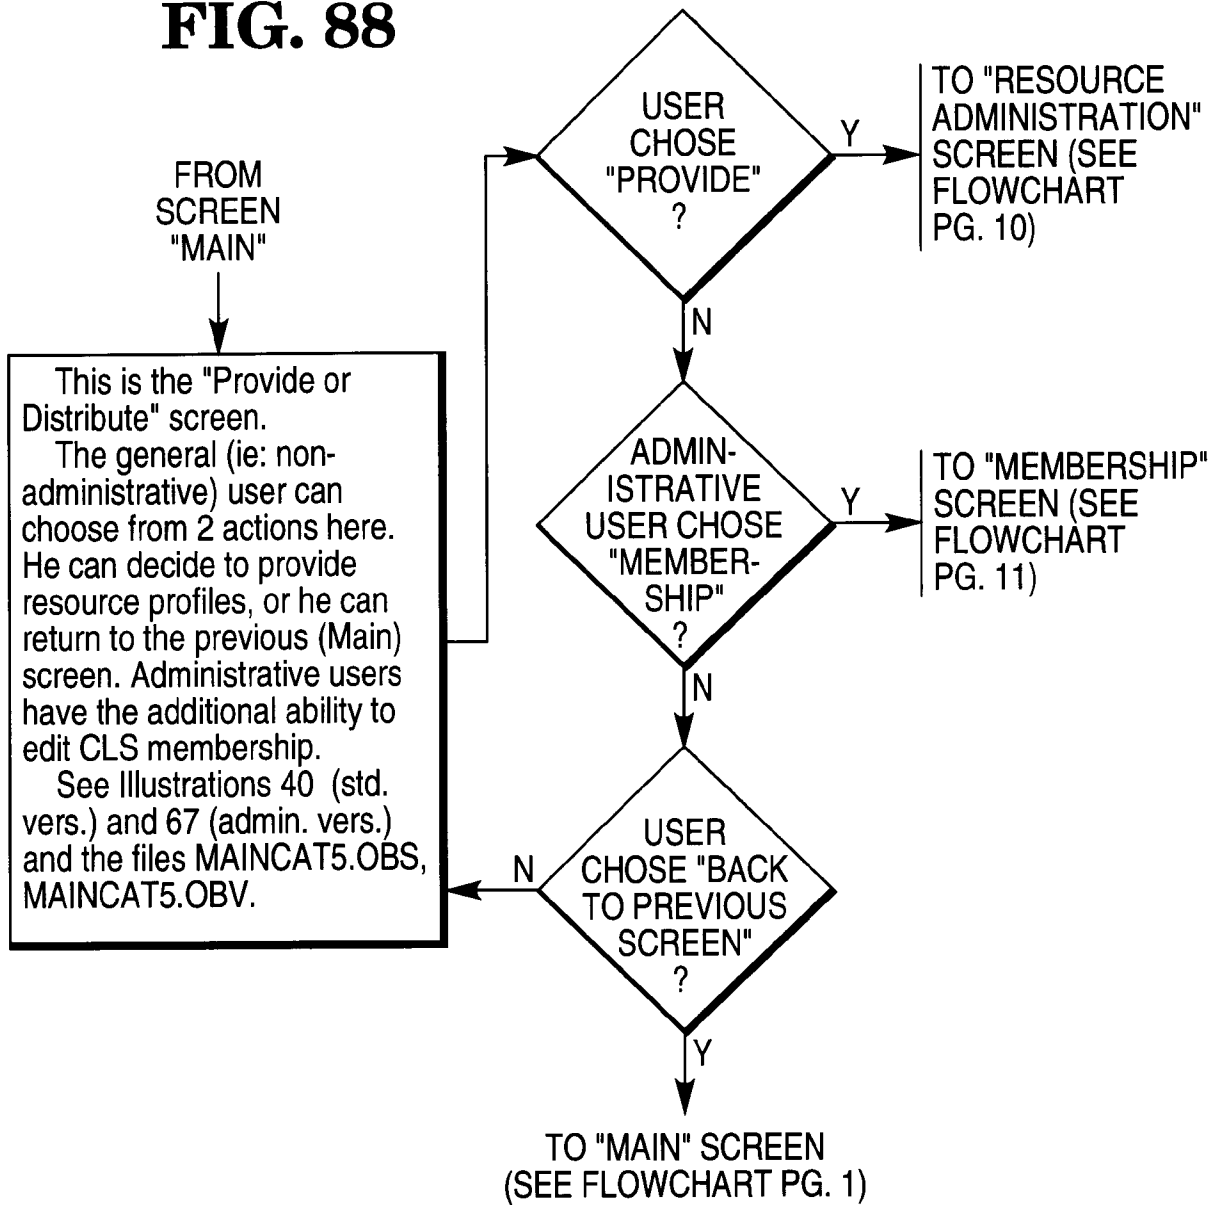 FIG. 88
FROM
SCREEN
"MAIN"
This is the "Provide or
Distribute" screen.
The general (ie: non-
administrative) user can
choose from 2 actions here.
He can decide to provide
resource profiles, or he can
return to the previous (Main)
screen. Administrative users
have the additional ability to
edit CLS membership.
See Illustrations 40 (std.
vers.) and 67 (admin. vers.)
and the files MAINCAT5.OBS,
MAINCAT5.OBV.
USER
CHOSE
"PROVIDE"
?
Y
TO "RESOURCE
ADMINISTRATION"
SCREEN (SEE
FLOWCHART
PG. 10)
N
ADMIN-
ISTRATIVE
USER CHOSE
"MEMBER-
SHIP"
?
Y
TO "MEMBERSHIP"
SCREEN (SEE
FLOWCHART
PG. 11)
N
USER
CHOSE "BACK
TO PREVIOUS
SCREEN"
?
N
Y
TO "MAIN" SCREEN
(SEE FLOWCHART PG. 1)